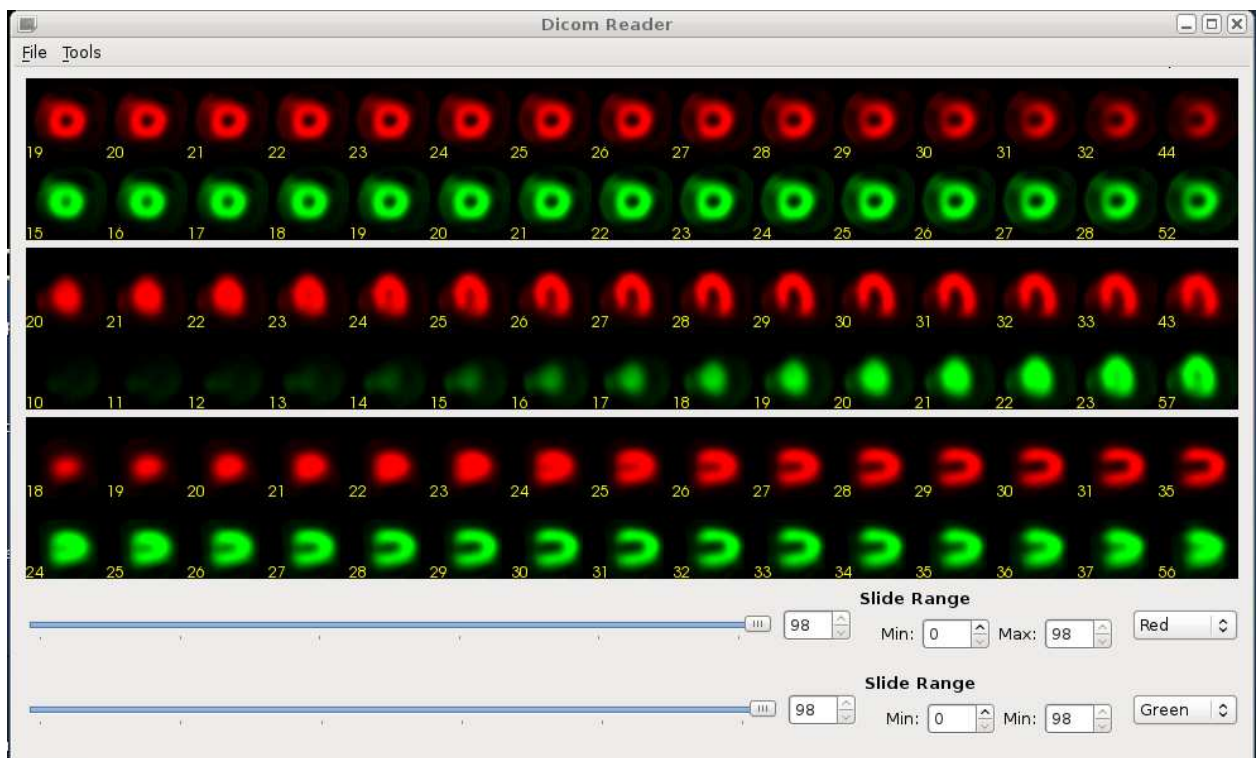 Dicom Reader
File Tools
19 20 21 22 23 24 25 26 27 28 29 30 31 32 44
15 16 17 18 19 20 21 22 23 24 25 26 27 28 52
20 21 22 23 24 25 26 27 28 29 30 31 32 33 43
10 11 12 13 14 15 16 17 18 19 20 21 22 23 57
18 19 20 21 22 23 24 25 26 27 28 29 30 31 35
24 25 26 27 28 29 30 31 32 33 34 35 36 37 56
Slide Range
98 Min: 0 Max: 98 Red
Slide Range
98 Min: 0 Min: 98 Green